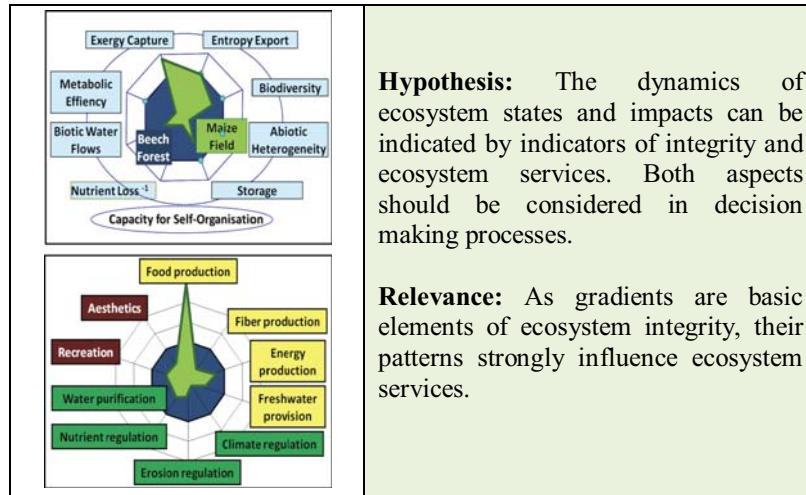 Exergy Capture
Entropy Export
Metabolic
Effiency
Biodiversity
Biotic Water
Flows
Beech
Forest
Maize
Field
Abiotic
Heterogeneity
Nutrient Loss -1
Storage
Capacity for Self-Organisation
Food production
Aesthetics
Fiber production
Recreation
Energy
production
Water purification
Freshwater
provision
Nutrient regulation
Climate regulation
Erosion regulation
Hypothesis: The dynamics of
ecosystem states and impacts can be
indicated by indicators of integrity and
ecosystem services. Both aspects
should be considered in decision
making processes.
Relevance: As gradients are basic
elements of ecosystem integrity, their
patterns strongly influence ecosystem
services.